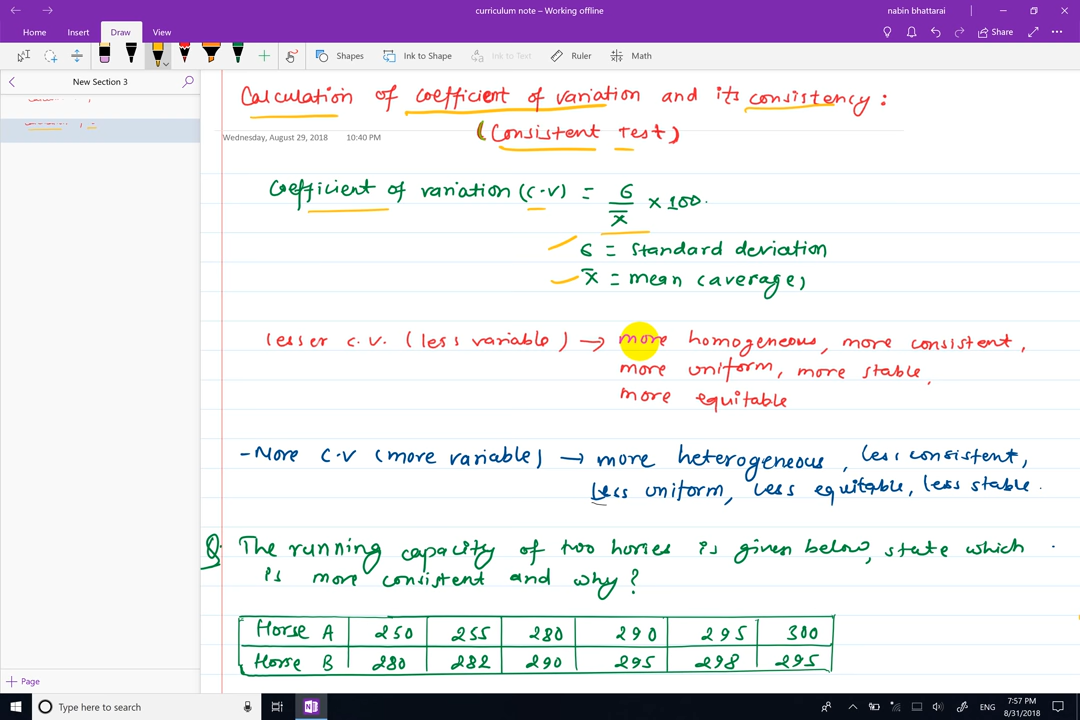 curriculum note – Working offline
nabin bhattarai
Home Insert Draw View
Share
Shapes Ink to Shape Ink to Text Ruler Math
New Section 3
Calculation of coefficient of variation and its consistency:
(Consistent Test)
Wednesday, August 29, 2018 10:40 PM
Coefficient of variation (C.V) = σ/x̄ × 100.
σ = standard deviation
x̄ = mean (average)
Lesser C.V. (less variable) → more homogeneous, more consistent,
more uniform, more stable,
more equitable
- More C.V (more variable) → more heterogeneous, less consistent,
Less uniform, less equitable, less stable.
Q. The running capacity of two horses is given below, state which
is more consistent and why?
Horse A 250 255 280 290 295 300
Horse B 280 282 290 295 298 295
+ Page
Type here to search
ENG
7:57 PM
8/31/2018